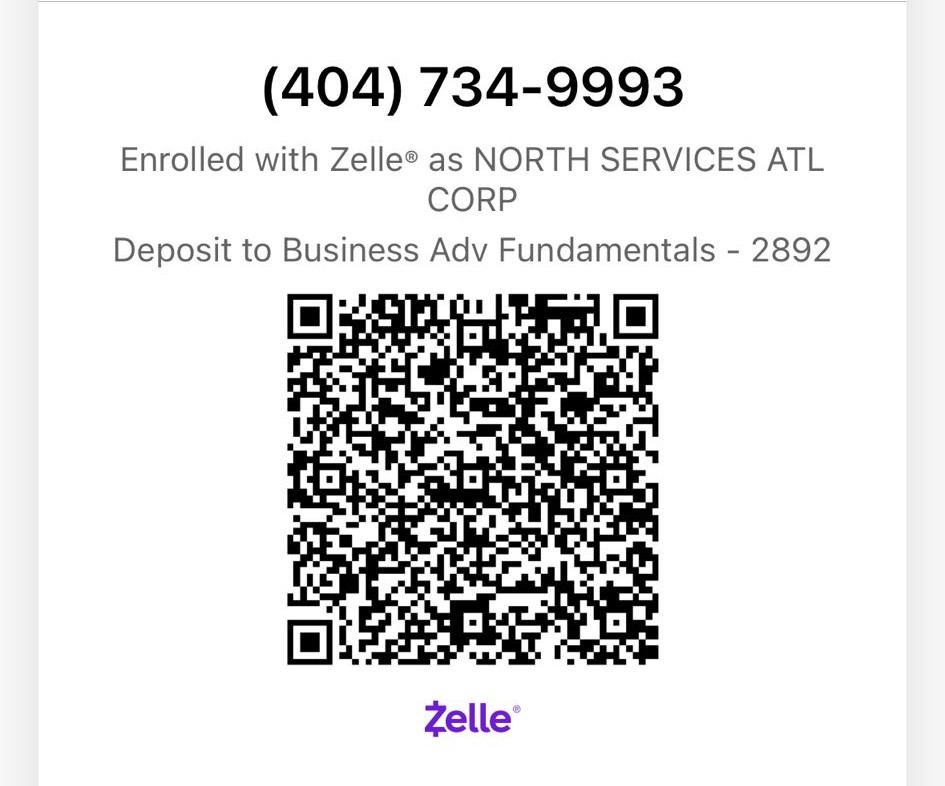 (404) 734-9993
Enrolled with Zelle® as NORTH SERVICES ATL
CORP
Deposit to Business Adv Fundamentals - 2892
Zelle®